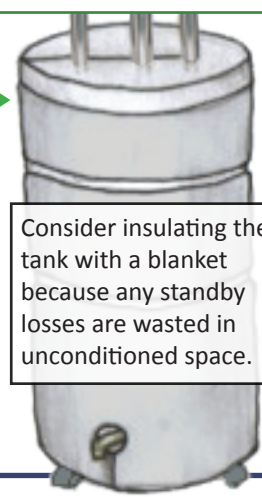 Consider insulating the
tank with a blanket
because any standby
losses are wasted in
unconditioned space.